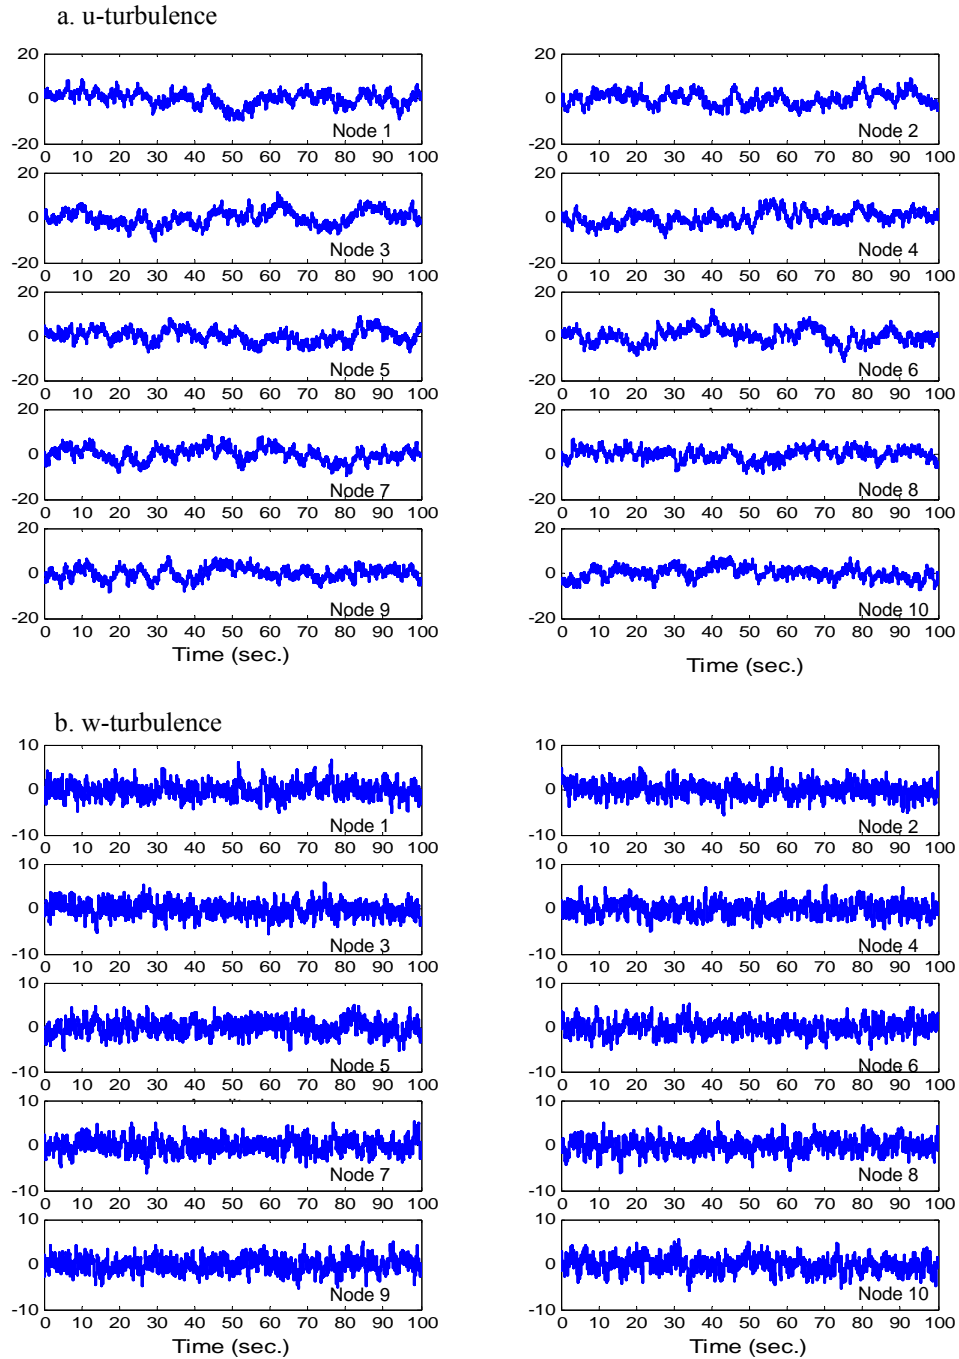 a. u-turbulence
20 20
0 0
-20 Node 1 -20 Node 2
0 10 20 30 40 50 60 70 80 90 100 0 10 20 30 40 50 60 70 80 90 100
20 20
0 0
-20 Node 3 -20 Node 4
0 10 20 30 40 50 60 70 80 90 100 0 10 20 30 40 50 60 70 80 90 100
20 20
0 0
-20 Node 5 -20 Node 6
0 10 20 30 40 50 60 70 80 90 100 0 10 20 30 40 50 60 70 80 90 100
20 20
0 0
-20 Node 7 -20 Node 8
0 10 20 30 40 50 60 70 80 90 100 0 10 20 30 40 50 60 70 80 90 100
20 20
0 0
-20 Node 9 -20 Node 10
0 10 20 30 40 50 60 70 80 90 100 0 10 20 30 40 50 60 70 80 90 100
Time (sec.) Time (sec.)
b. w-turbulence
10 10
0 0
-10 Node 1 -10 Node 2
0 10 20 30 40 50 60 70 80 90 100 0 10 20 30 40 50 60 70 80 90 100
10 10
0 0
-10 Node 3 -10 Node 4
0 10 20 30 40 50 60 70 80 90 100 0 10 20 30 40 50 60 70 80 90 100
10 10
0 0
-10 Node 5 -10 Node 6
0 10 20 30 40 50 60 70 80 90 100 0 10 20 30 40 50 60 70 80 90 100
10 10
0 0
-10 Node 7 -10 Node 8
0 10 20 30 40 50 60 70 80 90 100 0 10 20 30 40 50 60 70 80 90 100
10 10
0 0
-10 Node 9 -10 Node 10
0 10 20 30 40 50 60 70 80 90 100 0 10 20 30 40 50 60 70 80 90 100
Time (sec.) Time (sec.)